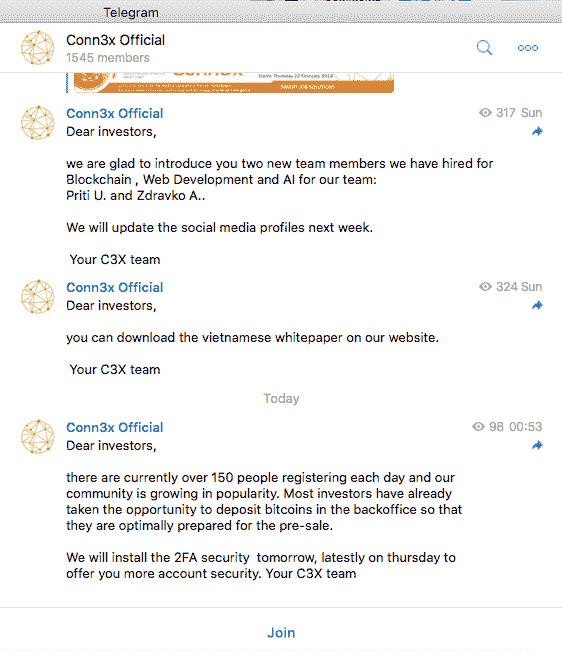 Telegram
Conn3x Official
1545 members
Starts Thursday 22 February 2018
SMART JOB SOLUTIONS
Conn3x Official
317 Sun
Dear investors,
we are glad to introduce you two new team members we have hired for
Blockchain , Web Development and AI for our team:
Priti U. and Zdravko A..
We will update the social media profiles next week.
Your C3X team
Conn3x Official
324 Sun
Dear investors,
you can download the vietnamese whitepaper on our website.
Your C3X team
Today
Conn3x Official
98 00:53
Dear investors,
there are currently over 150 people registering each day and our
community is growing in popularity. Most investors have already
taken the opportunity to deposit bitcoins in the backoffice so that
they are optimally prepared for the pre-sale.
We will install the 2FA security tomorrow, latestly on thursday to
offer you more account security. Your C3X team
Join